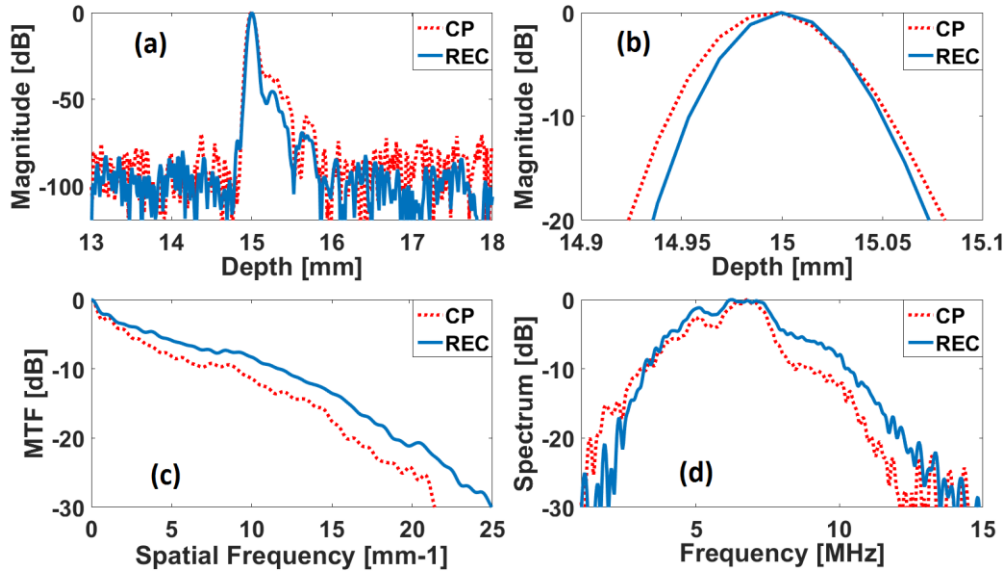 (a)
CP
REC
Magnitude [dB]
0
-50
-100
13 14 15 16 17 18
Depth [mm]
(b)
CP
REC
Magnitude [dB]
0
-10
-20
14.9 14.95 15 15.05 15.1
Depth [mm]
(c)
CP
REC
MTF [dB]
0
-10
-20
-30
0 5 10 15 20 25
Spatial Frequency [mm-1]
(d)
CP
REC
Spectrum [dB]
0
-10
-20
-30
5 10 15
Frequency [MHz]